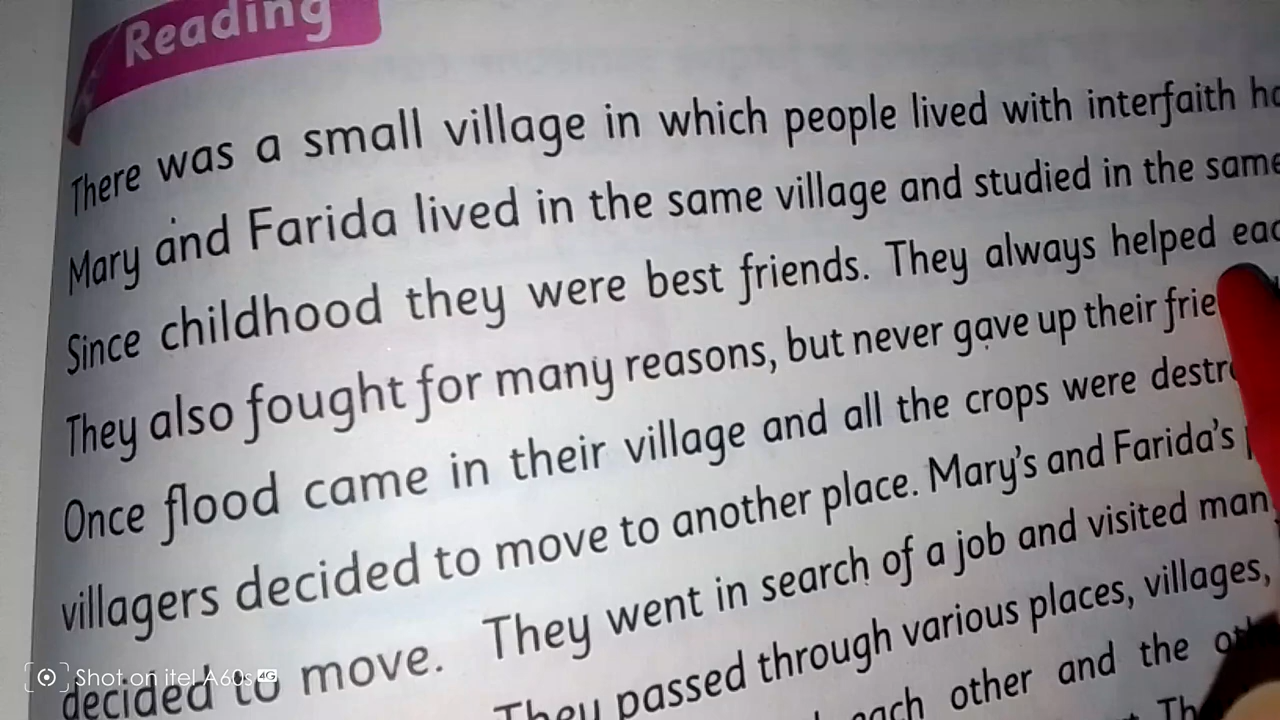 Reading
There was a small village in which people lived with interfaith
Mary and Farida lived in the same village and studied in the same
Since childhood they were best friends. They always helped
They also fought for many reasons, but never gave up their
Once flood came in their village and all the crops were
villagers decided to move to another place. Mary's and Farida's
decided to move. They went in search of a job and visited
They passed through various places, villages,
each other and the
Shot on itel A60s 4G